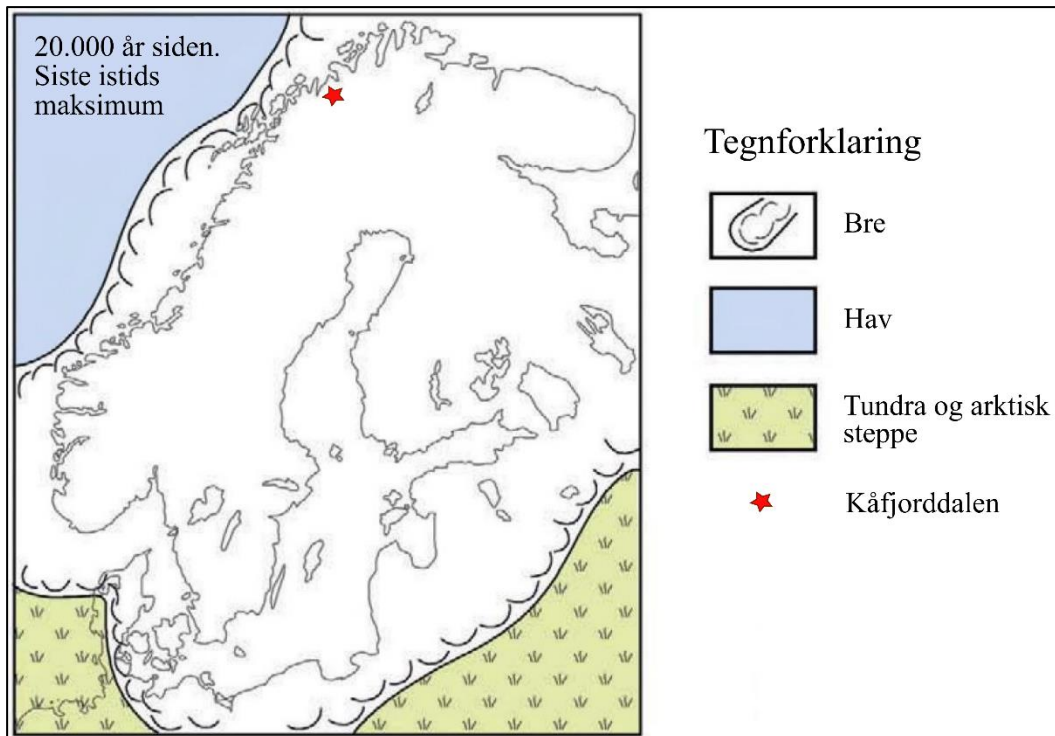 20.000 år siden.
Siste istids
maksimum
Tegnforklaring
Bre
Hav
Tundra og arktisk
steppe
Kåfjorddalen